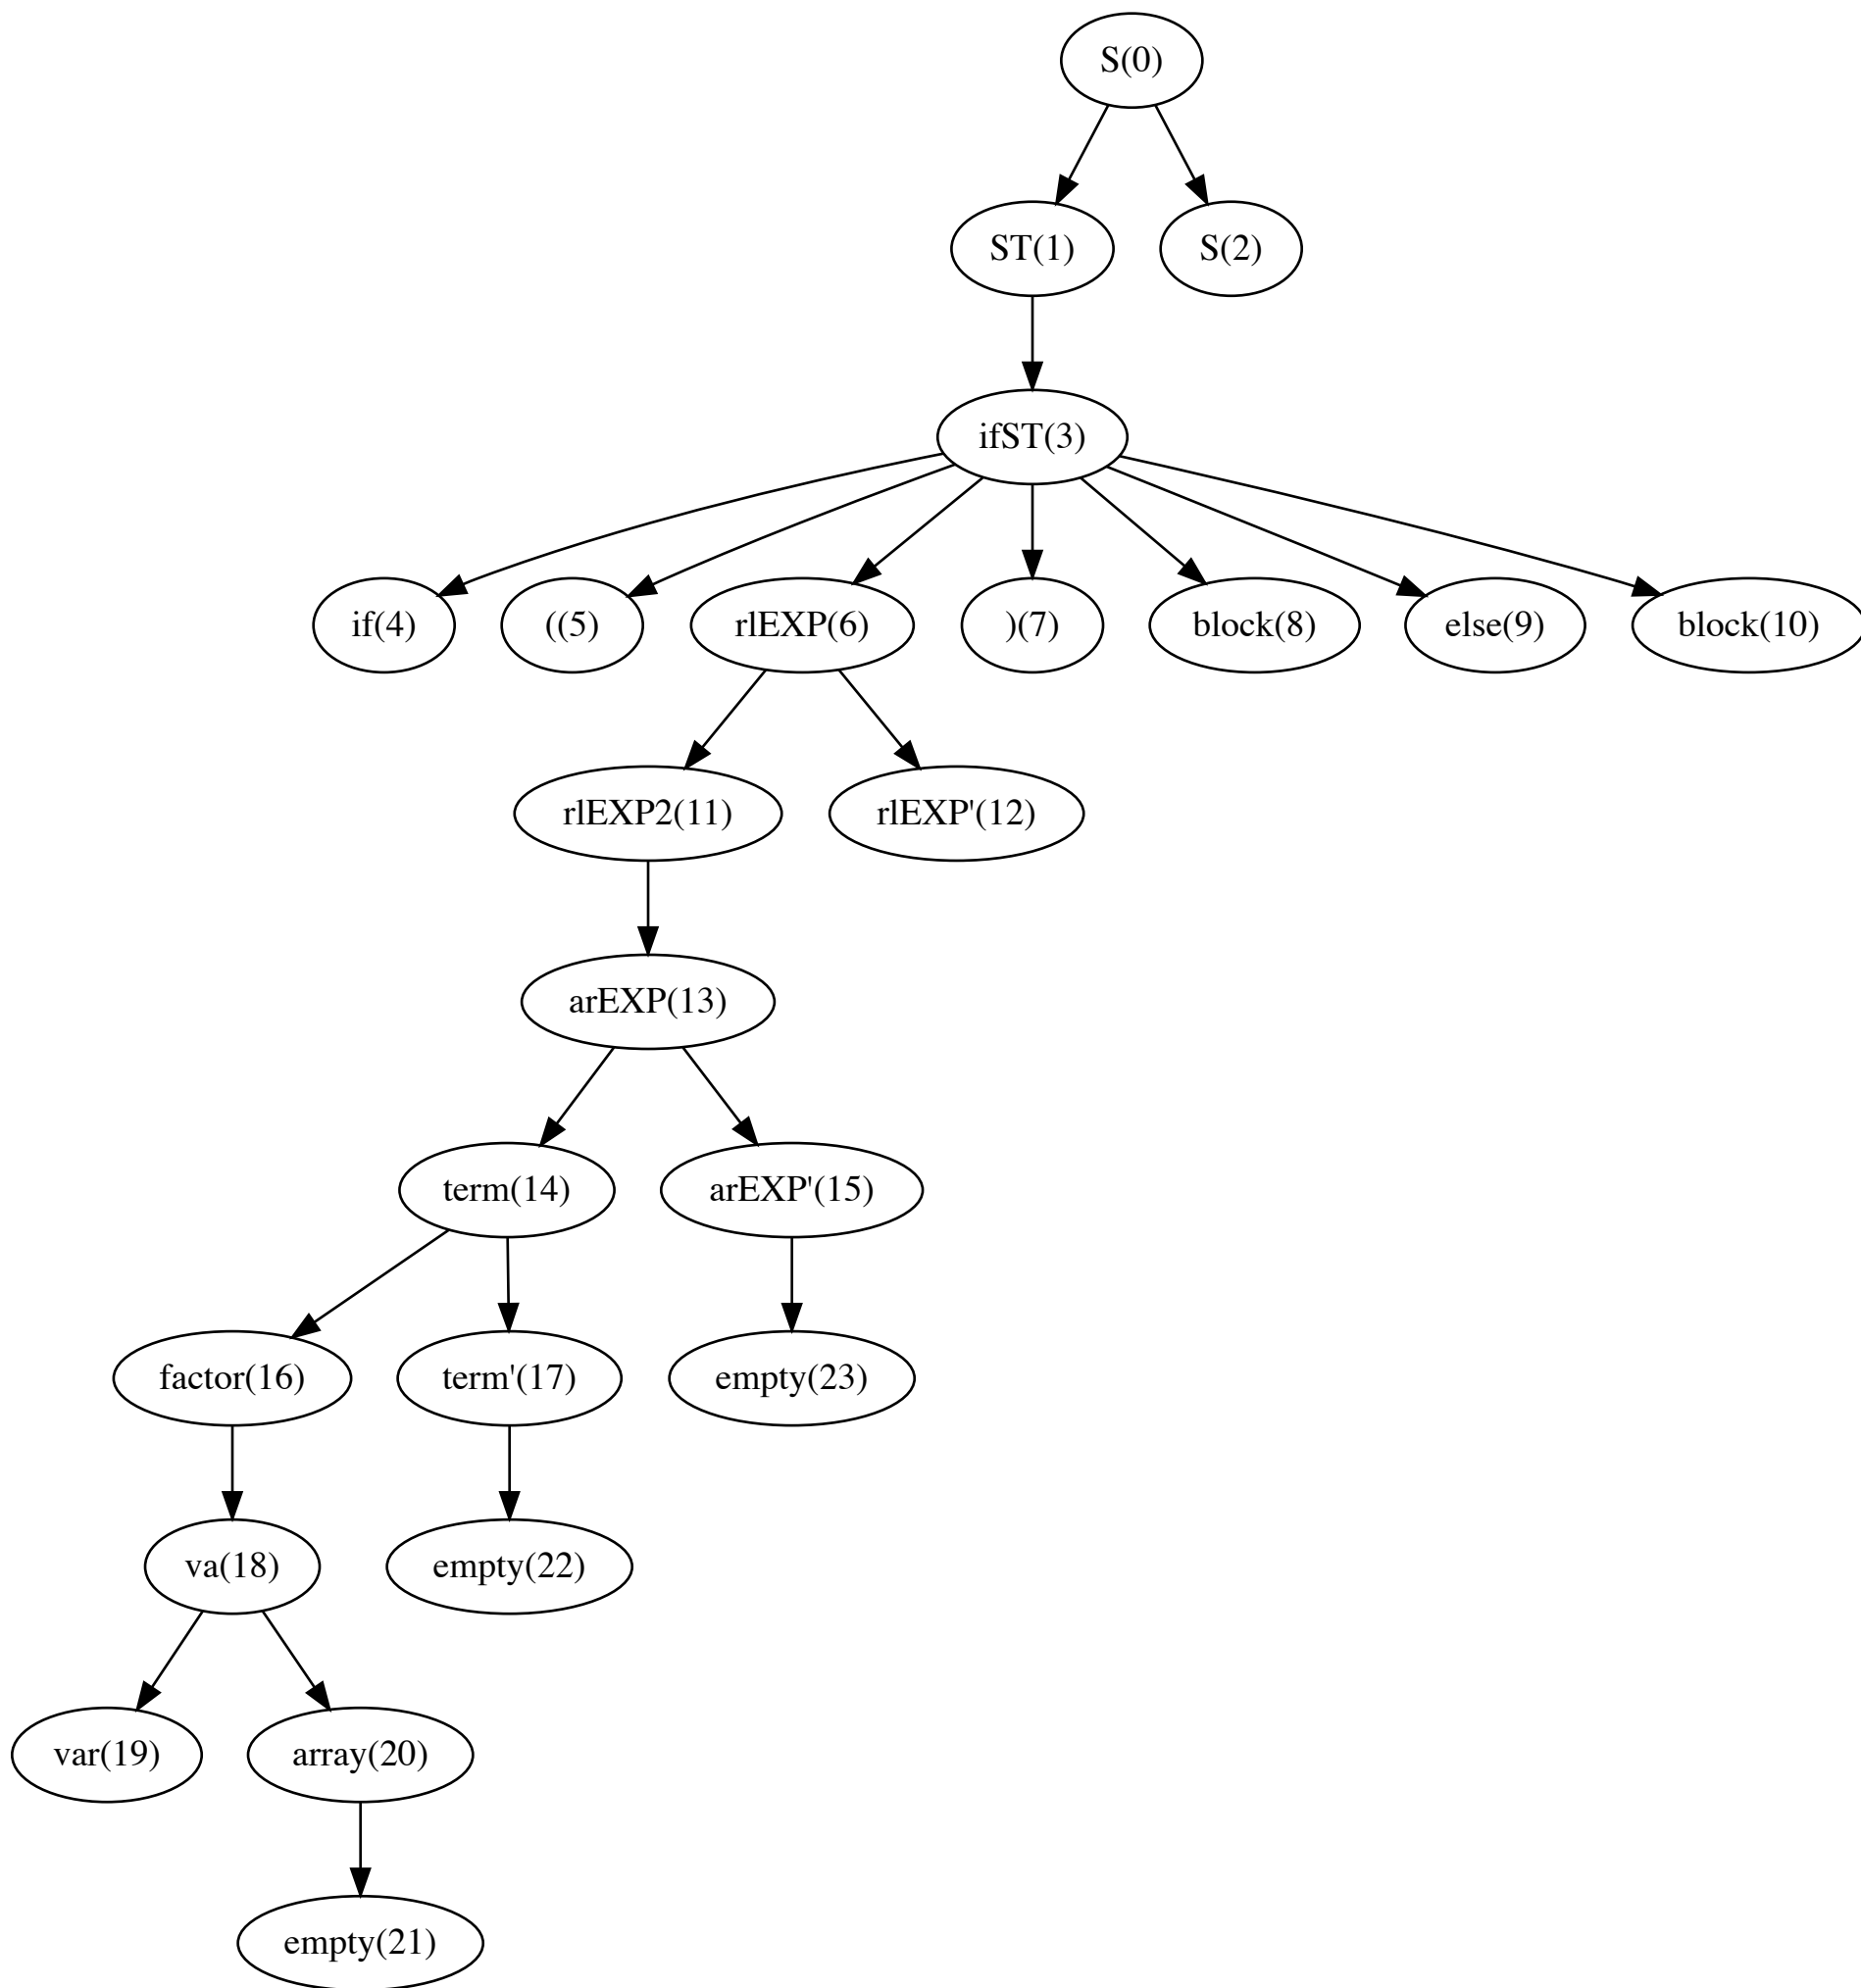 S(0)
ST(1)
S(2)
ifST(3)
if(4)
((5)
rlEXP(6)
)(7)
block(8)
else(9)
block(10)
rlEXP2(11)
rlEXP'(12)
arEXP(13)
term(14)
arEXP'(15)
factor(16)
term'(17)
empty(23)
va(18)
empty(22)
var(19)
array(20)
empty(21)